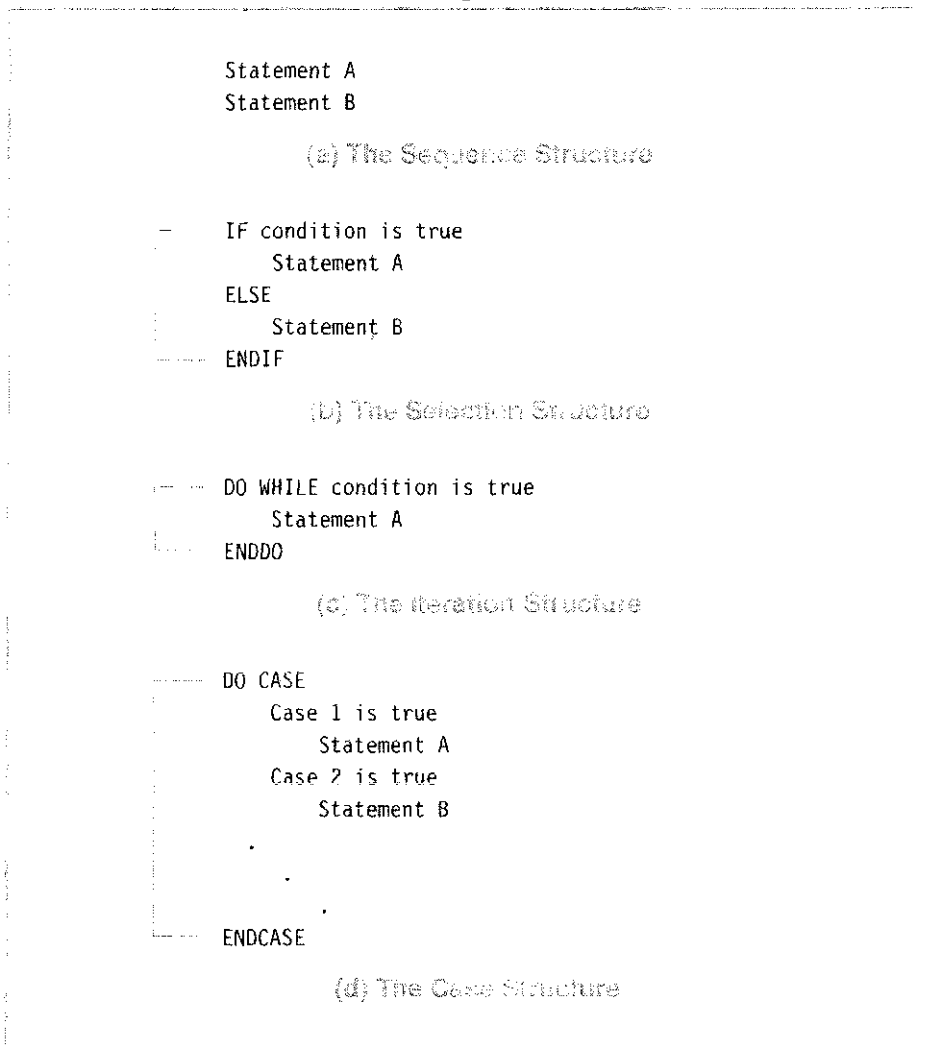 Statement A
Statement B
(a) The Sequence Structure
IF condition is true
Statement A
ELSE
Statement B
ENDIF
(b) The Selection Structure
DO WHILE condition is true
Statement A
ENDDO
(c) The Iteration Structure
DO CASE
Case 1 is true
Statement A
Case 2 is true
Statement B
.
.
.
ENDCASE
(d) The Case Structure